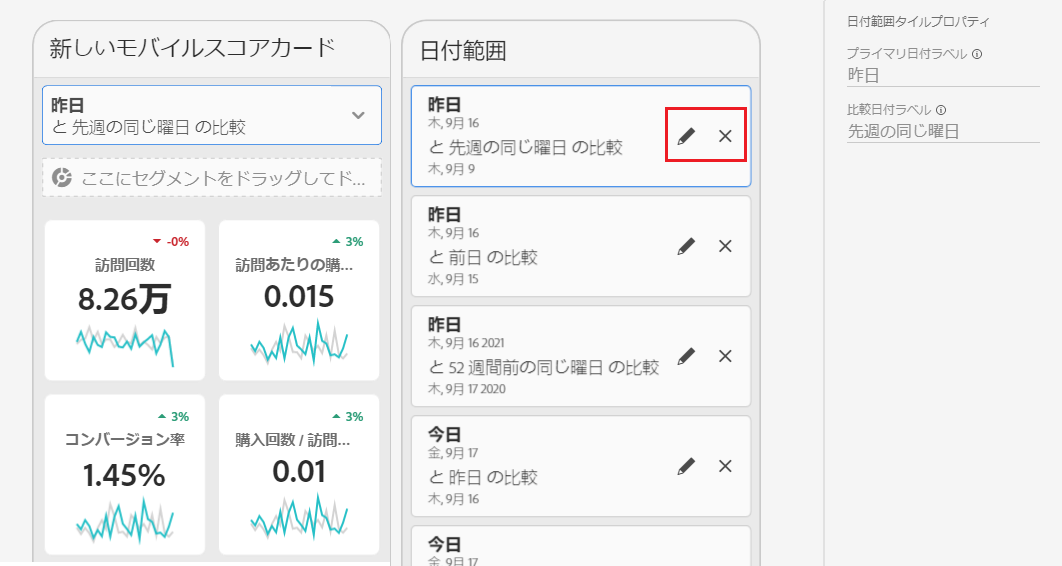 新しいモバイルスコアカード
昨日
と 先週の同じ曜日 の比較
ここにセグメントをドラッグしてド...
-0%
訪問回数
8.26万
3%
訪問あたりの購...
0.015
3%
コンバージョン率
1.45%
3%
購入回数 / 訪問...
0.01
日付範囲
昨日
木, 9月 16
と 先週の同じ曜日 の比較
木, 9月 9
昨日
木, 9月 16
と 前日 の比較
水, 9月 15
昨日
木, 9月 16 2021
と 52 週間前の同じ曜日 の比較
木, 9月 17 2020
今日
金, 9月 17
と 昨日 の比較
木, 9月 16
今日
金, 9月 17
日付範囲タイルプロパティ
プライマリ日付ラベル
昨日
比較日付ラベル
先週の同じ曜日